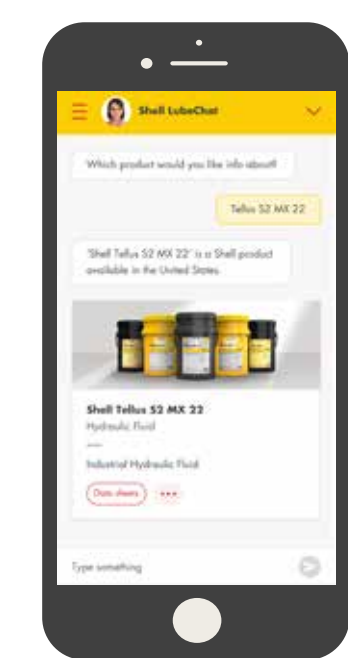 Shell LubeChat
Which product would you like info about?
Tellus S2 MX 22
'Shell Tellus S2 MX 22' is a Shell product
available in the United States.
Shell Tellus S2 MX 22
Hydraulic Fluid
Industrial Hydraulic Fluid
Data sheets
Type something